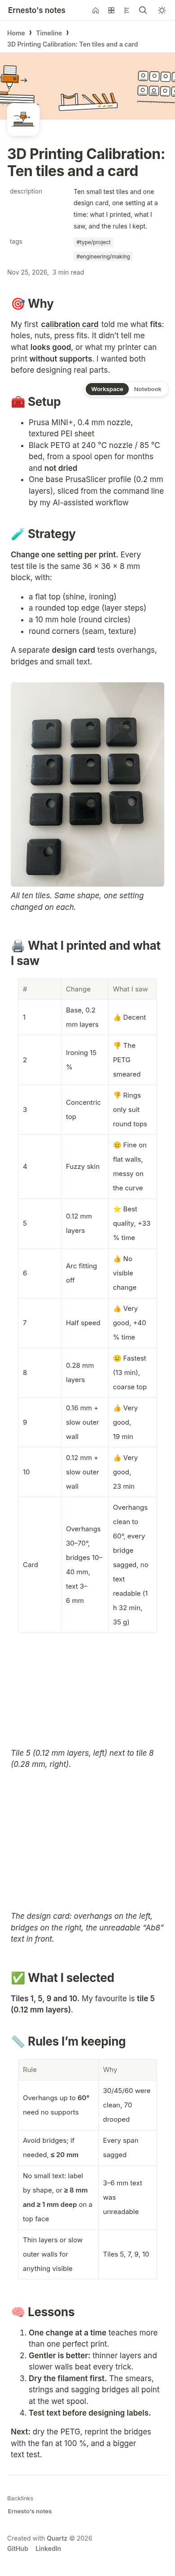 Ernesto's notes
Home › Timeline ›
3D Printing Calibration: Ten tiles and a card
3D Printing Calibration:
Ten tiles and a card
description
Ten small test tiles and one
design card, one setting at a
time: what I printed, what I
saw, and the rules I kept.
tags
#type/project
#engineering/making
Nov 25, 2026, 3 min read
🎯 Why
My first calibration card told me what fits:
holes, nuts, press fits. It didn't tell me
what looks good, or what my printer can
print without supports. I wanted both
before designing real parts.
Workspace Notebook
🧰 Setup
• Prusa MINI+, 0.4 mm nozzle,
textured PEI sheet
• Black PETG at 240 °C nozzle / 85 °C
bed, from a spool open for months
and not dried
• One base PrusaSlicer profile (0.2 mm
layers), sliced from the command line
by my AI-assisted workflow
🧪 Strategy
Change one setting per print. Every
test tile is the same 36 × 36 × 8 mm
block, with:
• a flat top (shine, ironing)
• a rounded top edge (layer steps)
• a 10 mm hole (round circles)
• round corners (seam, texture)
A separate design card tests overhangs,
bridges and small text.
All ten tiles. Same shape, one setting
changed on each.
🖨️ What I printed and what
I saw
# Change What I saw
1 Base, 0.2 mm layers 👍 Decent
2 Ironing 15 % 👎 The PETG smeared
3 Concentric top 👎 Rings only suit round tops
4 Fuzzy skin 😐 Fine on flat walls, messy on the curve
5 0.12 mm layers ⭐ Best quality, +33 % time
6 Arc fitting off 👍 No visible change
7 Half speed 👍 Very good, +40 % time
8 0.28 mm layers 😐 Fastest (13 min), coarse top
9 0.16 mm + slow outer wall 👍 Very good, 19 min
10 0.12 mm + slow outer wall 👍 Very good, 23 min
Card Overhangs 30–70°, bridges 10–40 mm, text 3–6 mm Overhangs clean to 60°, every bridge sagged, no text readable (1 h 32 min, 35 g)
Tile 5 (0.12 mm layers, left) next to tile 8
(0.28 mm, right).
The design card: overhangs on the left,
bridges on the right, the unreadable "Ab8"
text in front.
✅ What I selected
Tiles 1, 5, 9 and 10. My favourite is tile 5
(0.12 mm layers).
📏 Rules I'm keeping
Rule Why
Overhangs up to 60° need no supports 30/45/60 were clean, 70 drooped
Avoid bridges; if needed, ≤ 20 mm Every span sagged
No small text: label by shape, or ≥ 8 mm and ≥ 1 mm deep on a top face 3–6 mm text was unreadable
Thin layers or slow outer walls for anything visible Tiles 5, 7, 9, 10
🧠 Lessons
1. One change at a time teaches more
than one perfect print.
2. Gentler is better: thinner layers and
slower walls beat every trick.
3. Dry the filament first. The smears,
strings and sagging bridges all point
at the wet spool.
4. Test text before designing labels.
Next: dry the PETG, reprint the bridges
with the fan at 100 %, and a bigger
text test.
Backlinks
Ernesto's notes
Created with Quartz © 2026
GitHub LinkedIn